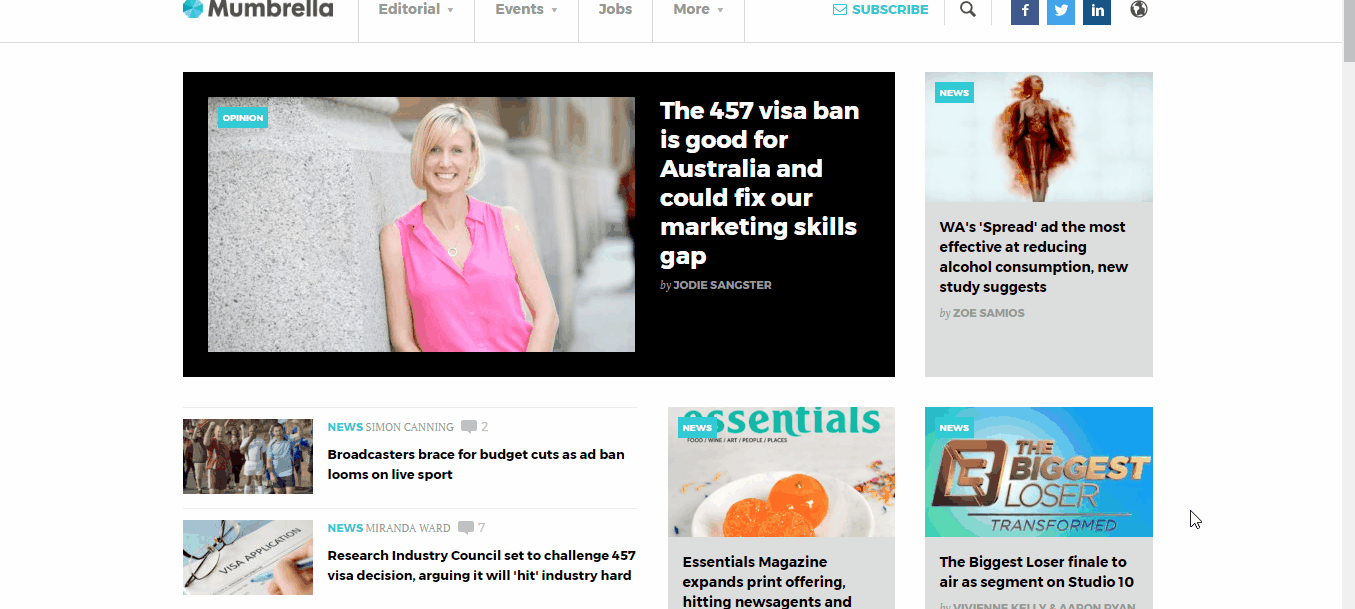 Mumbrella
Editorial
Events
Jobs
More
SUBSCRIBE
f
in
OPINION
The 457 visa ban
is good for
Australia and
could fix our
marketing skills
gap
by JODIE SANGSTER
NEWS
WA's 'Spread' ad the most
effective at reducing
alcohol consumption, new
study suggests
by ZOE SAMIOS
NEWS SIMON CANNING 2
Broadcasters brace for budget cuts as ad ban
looms on live sport
VISA APPLICATION
NEWS MIRANDA WARD 7
Research Industry Council set to challenge 457
visa decision, arguing it will 'hit' industry hard
essentials
NEWS
FOOD / WINE / ART / PEOPLE / PLACES
Essentials Magazine
expands print offering,
hitting newsagents and
NEWS
THE
BIGGEST
LOSER
TRANSFORMED
The Biggest Loser finale to
air as segment on Studio 10
by VIVIENNE KELLY & AARON RYAN